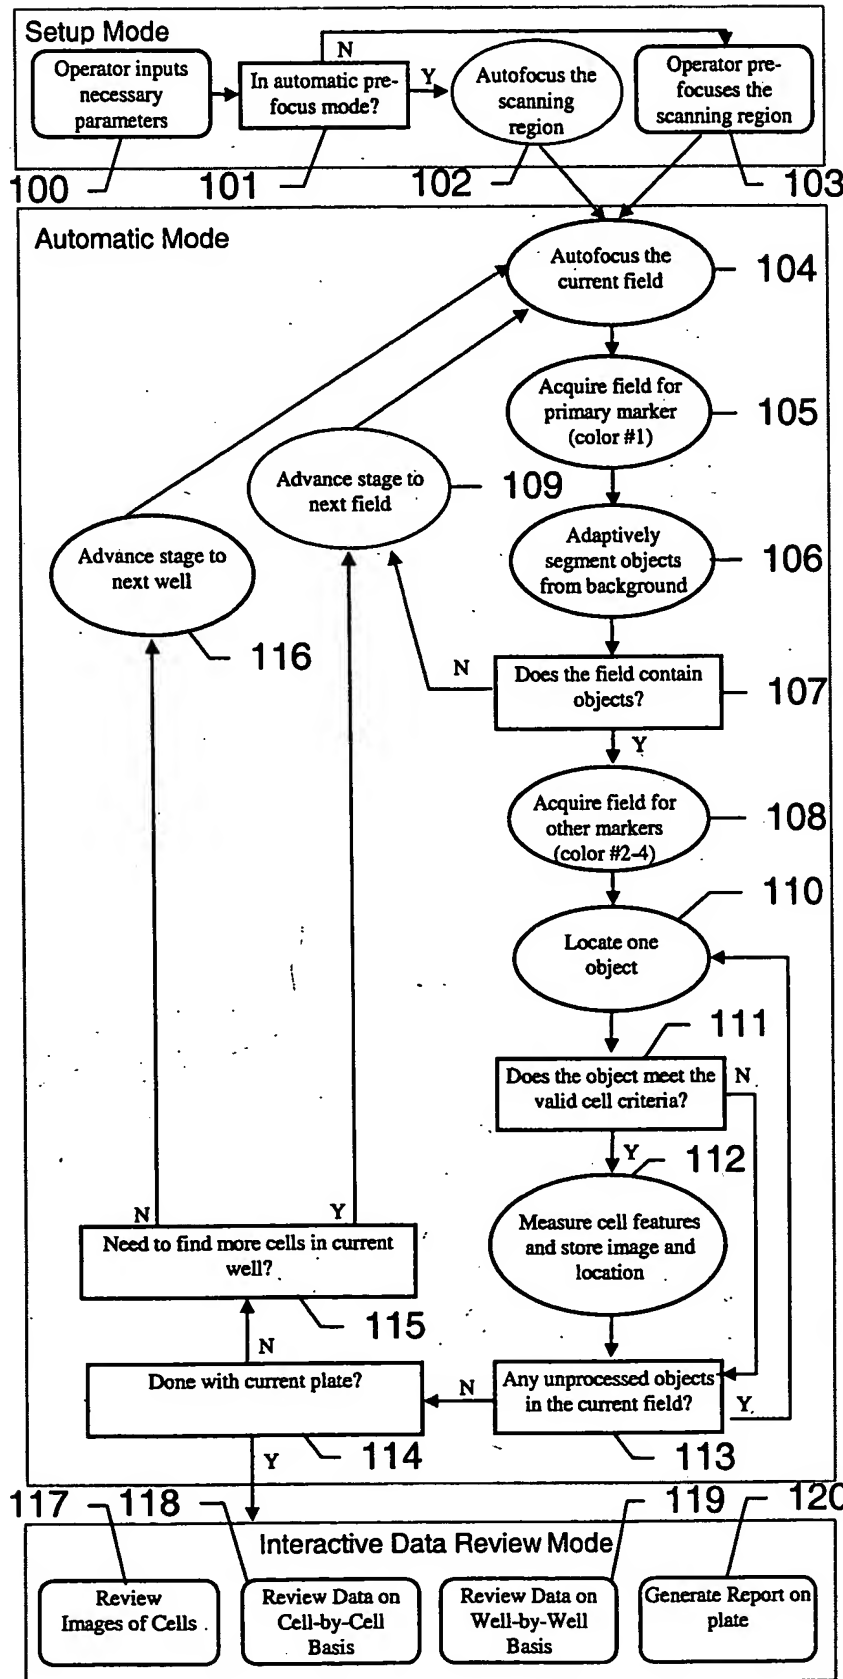 Setup Mode
Operator inputs
necessary
parameters
In automatic pre-
focus mode?
N
Y
Autofocus the
scanning
region
Operator pre-
focuses the
scanning region
100
101
102
103
Automatic Mode
Autofocus the
current field
104
Acquire field for
primary marker
(color #1)
105
Advance stage to
next field
109
Adaptively
segment objects
from background
106
Advance stage to
next well
116
N
Does the field contain
objects?
107
Y
Acquire field for
other markers
(color #2-4)
108
110
Locate one
object
111
Does the object meet the
valid cell criteria?
N
Y
112
Measure cell features
and store image and
location
N
Y
Need to find more cells in current
well?
115
N
Done with current plate?
N
Any unprocessed objects
in the current field?
Y
Y
114
113
117
118
119
120
Interactive Data Review Mode
Review
Images of Cells
Review Data on
Cell-by-Cell
Basis
Review Data on
Well-by-Well
Basis
Generate Report on
plate